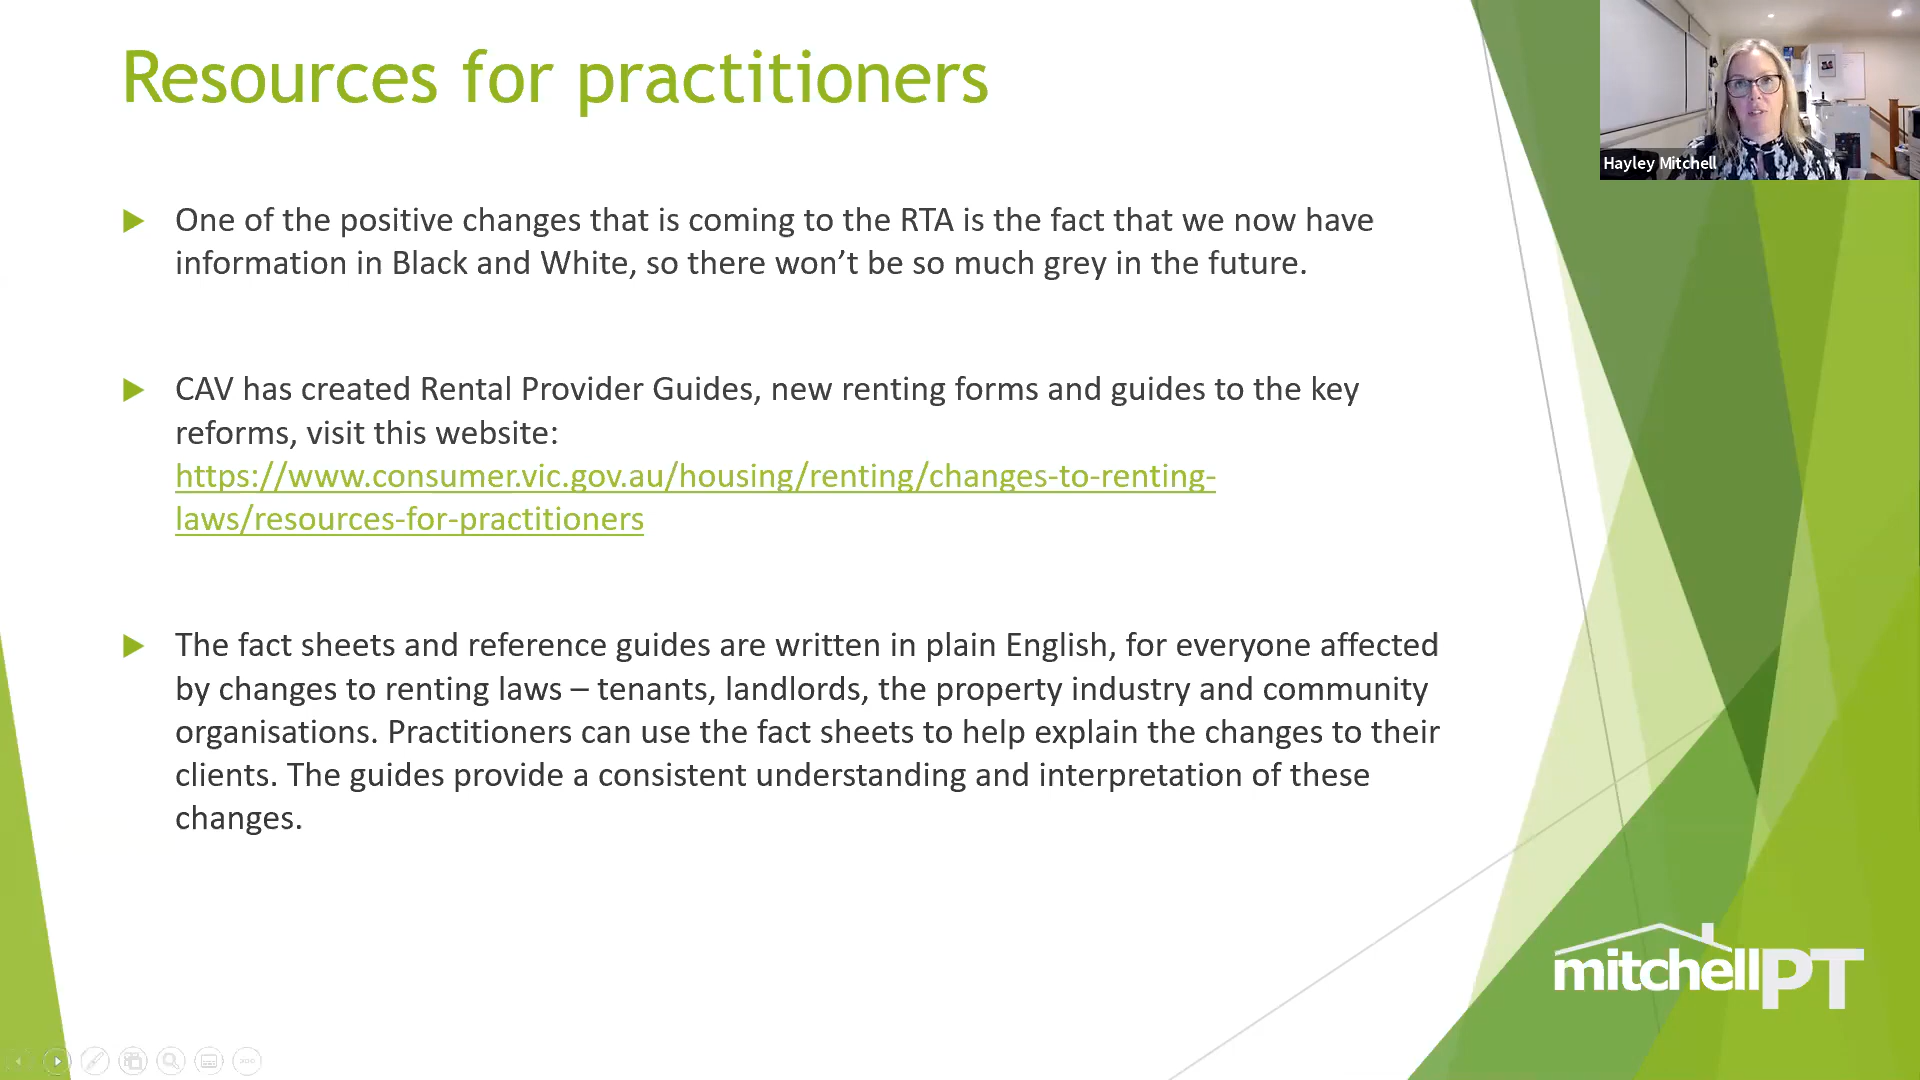 Resources for practitioners
Hayley Mitchell
One of the positive changes that is coming to the RTA is the fact that we now have
information in Black and White, so there won’t be so much grey in the future.
CAV has created Rental Provider Guides, new renting forms and guides to the key
reforms, visit this website:
https://www.consumer.vic.gov.au/housing/renting/changes-to-renting-
laws/resources-for-practitioners
The fact sheets and reference guides are written in plain English, for everyone affected
by changes to renting laws – tenants, landlords, the property industry and community
organisations. Practitioners can use the fact sheets to help explain the changes to their
clients. The guides provide a consistent understanding and interpretation of these
changes.
mitchellPT